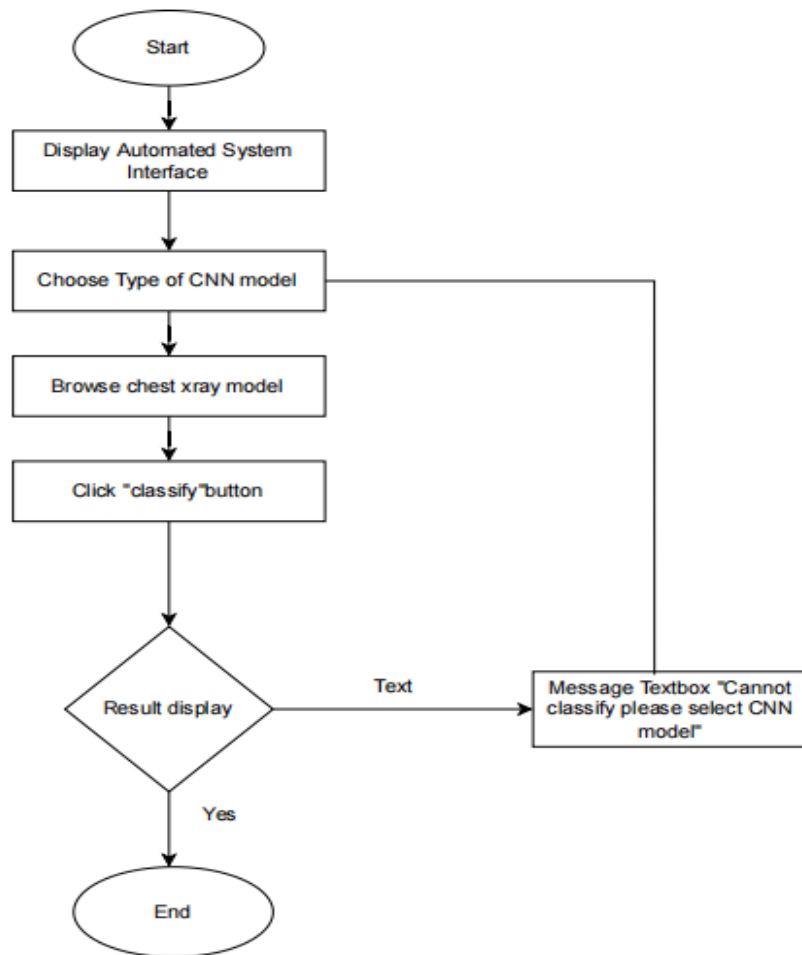 Start
Display Automated System
Interface
Choose Type of CNN model
Browse chest xray model
Click "classify"button
Result display
Text
Message Textbox "Cannot
classify please select CNN
model"
Yes
End